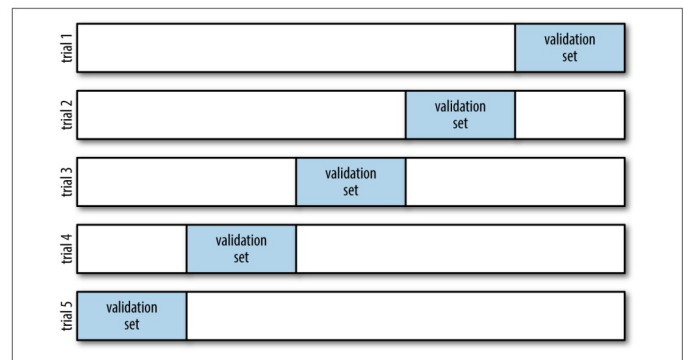 trial 1
validation
set
trial 2
validation
set
trial 3
validation
set
trial 4
validation
set
trial 5
validation
set